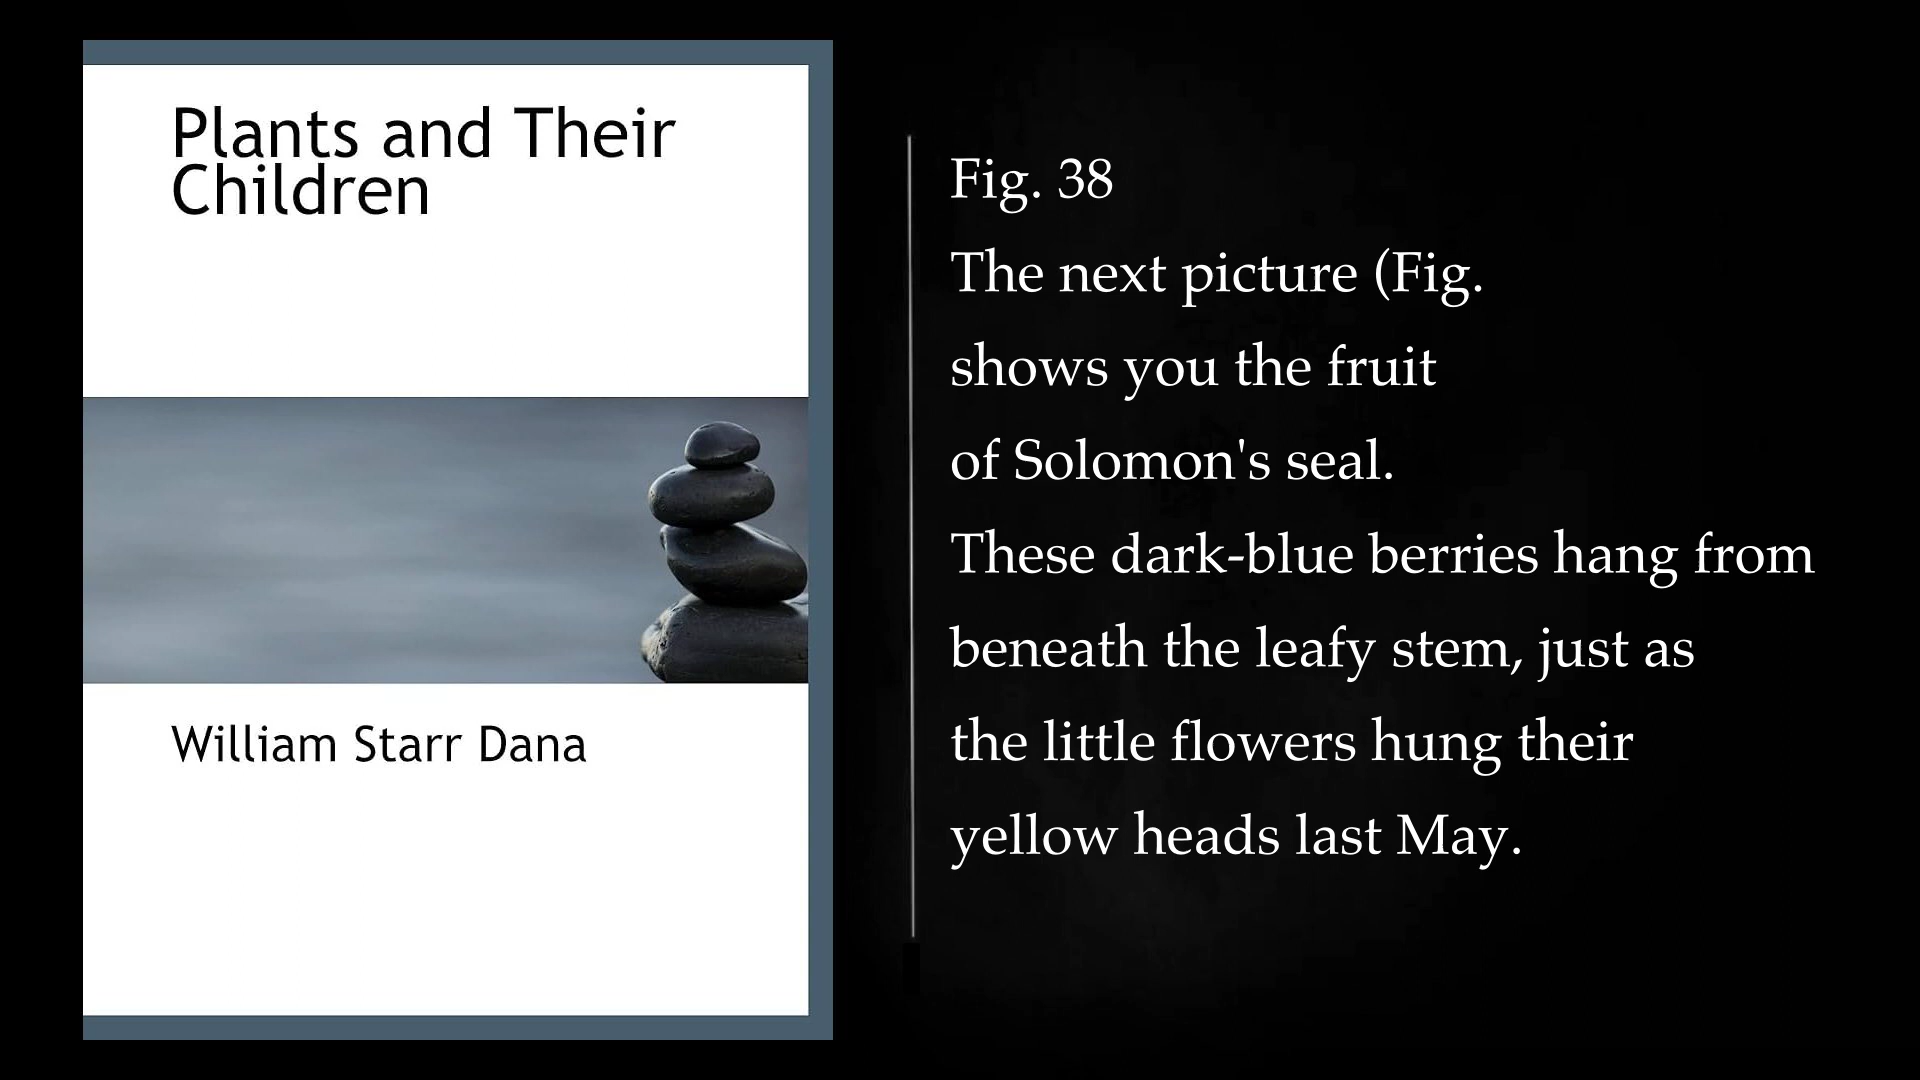 Plants and Their
Children
William Starr Dana
Fig. 38
The next picture (Fig.
shows you the fruit
of Solomon's seal.
These dark-blue berries hang from
beneath the leafy stem, just as
the little flowers hung their
yellow heads last May.